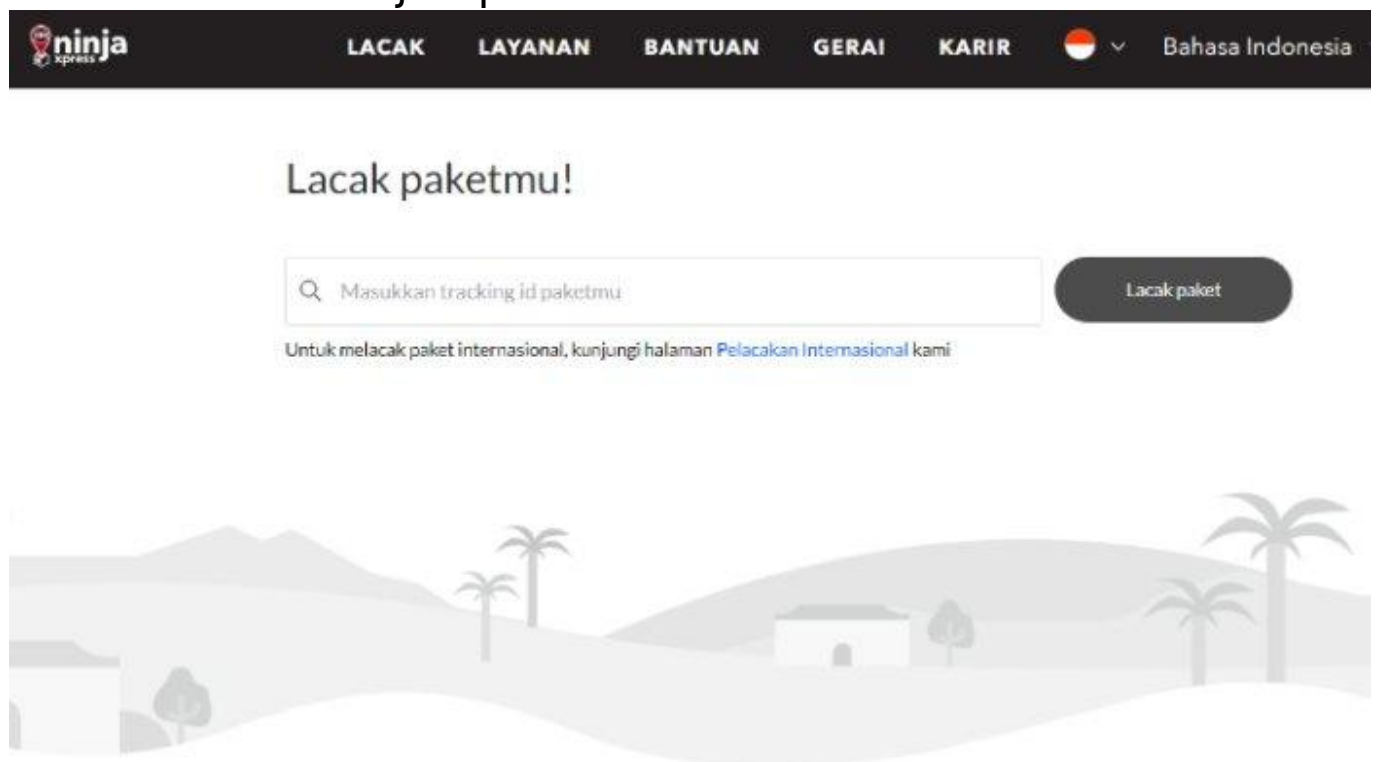 ninja
xpress
LACAK LAYANAN BANTUAN GERAI KARIR Bahasa Indonesia
Lacak paketmu!
Masukkan tracking id paketmu
Lacak paket
Untuk melacak paket internasional, kunjungi halaman Pelacakan Internasional kami